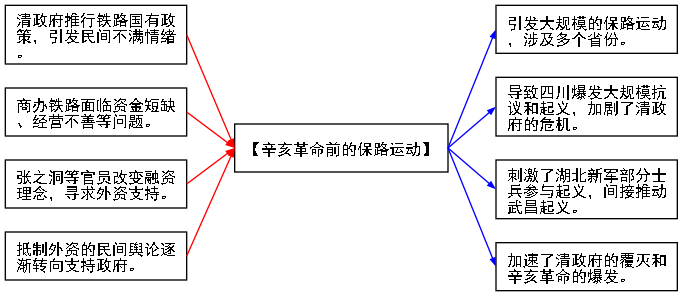 清政府推行铁路国有政
策，引发民间不满情绪
。
商办铁路面临资金短缺
、经营不善等问题。
张之洞等官员改变融资
理念，寻求外资支持。
抵制外资的民间舆论逐
渐转向支持政府。
【辛亥革命前的保路运动】
引发大规模的保路运动
，涉及多个省份。
导致四川爆发大规模抗
议和起义，加剧了清政
府的危机。
刺激了湖北新军部分士
兵参与起义，间接推动
武昌起义。
加速了清政府的覆灭和
辛亥革命的爆发。